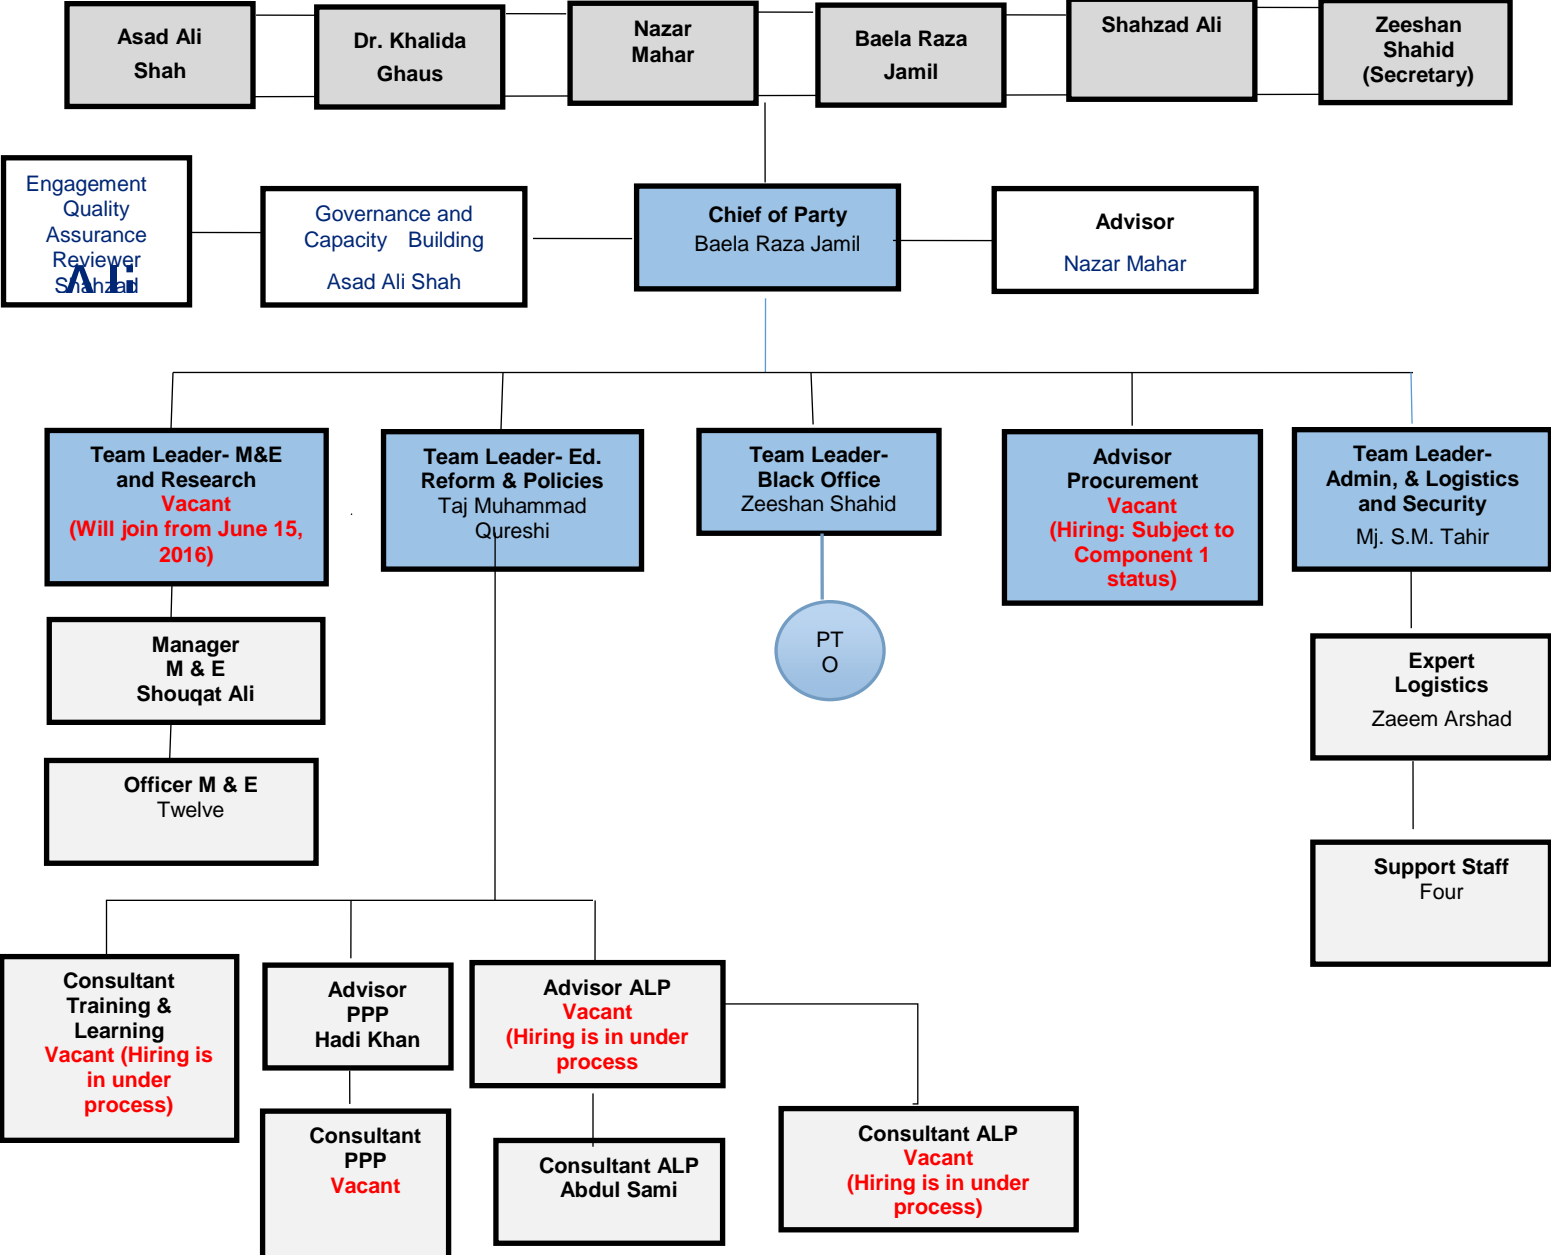 Asad Ali
Shah
Dr. Khalida
Ghaus
Nazar
Mahar
Baela Raza
Jamil
Shahzad Ali
Zeeshan
Shahid
(Secretary)
Engagement
Quality
Assurance
Reviewer
Shahzad
Ali
Governance and
Capacity Building
Asad Ali Shah
Chief of Party
Baela Raza Jamil
Advisor
Nazar Mahar
Team Leader- M&E
and Research
Vacant
(Will join from June 15,
2016)
Team Leader- Ed.
Reform & Policies
Taj Muhammad
Qureshi
Team Leader-
Black Office
Zeeshan Shahid
Advisor
Procurement
Vacant
(Hiring: Subject to
Component 1
status)
Team Leader-
Admin, & Logistics
and Security
Mj. S.M. Tahir
Manager
M & E
Shouqat Ali
PT
O
Expert
Logistics
Zaeem Arshad
Officer M & E
Twelve
Support Staff
Four
Consultant
Training &
Learning
Vacant (Hiring is
in under
process)
Advisor
PPP
Hadi Khan
Advisor ALP
Vacant
(Hiring is in under
process
Consultant
PPP
Vacant
Consultant ALP
Abdul Sami
Consultant ALP
Vacant
(Hiring is in under
process)